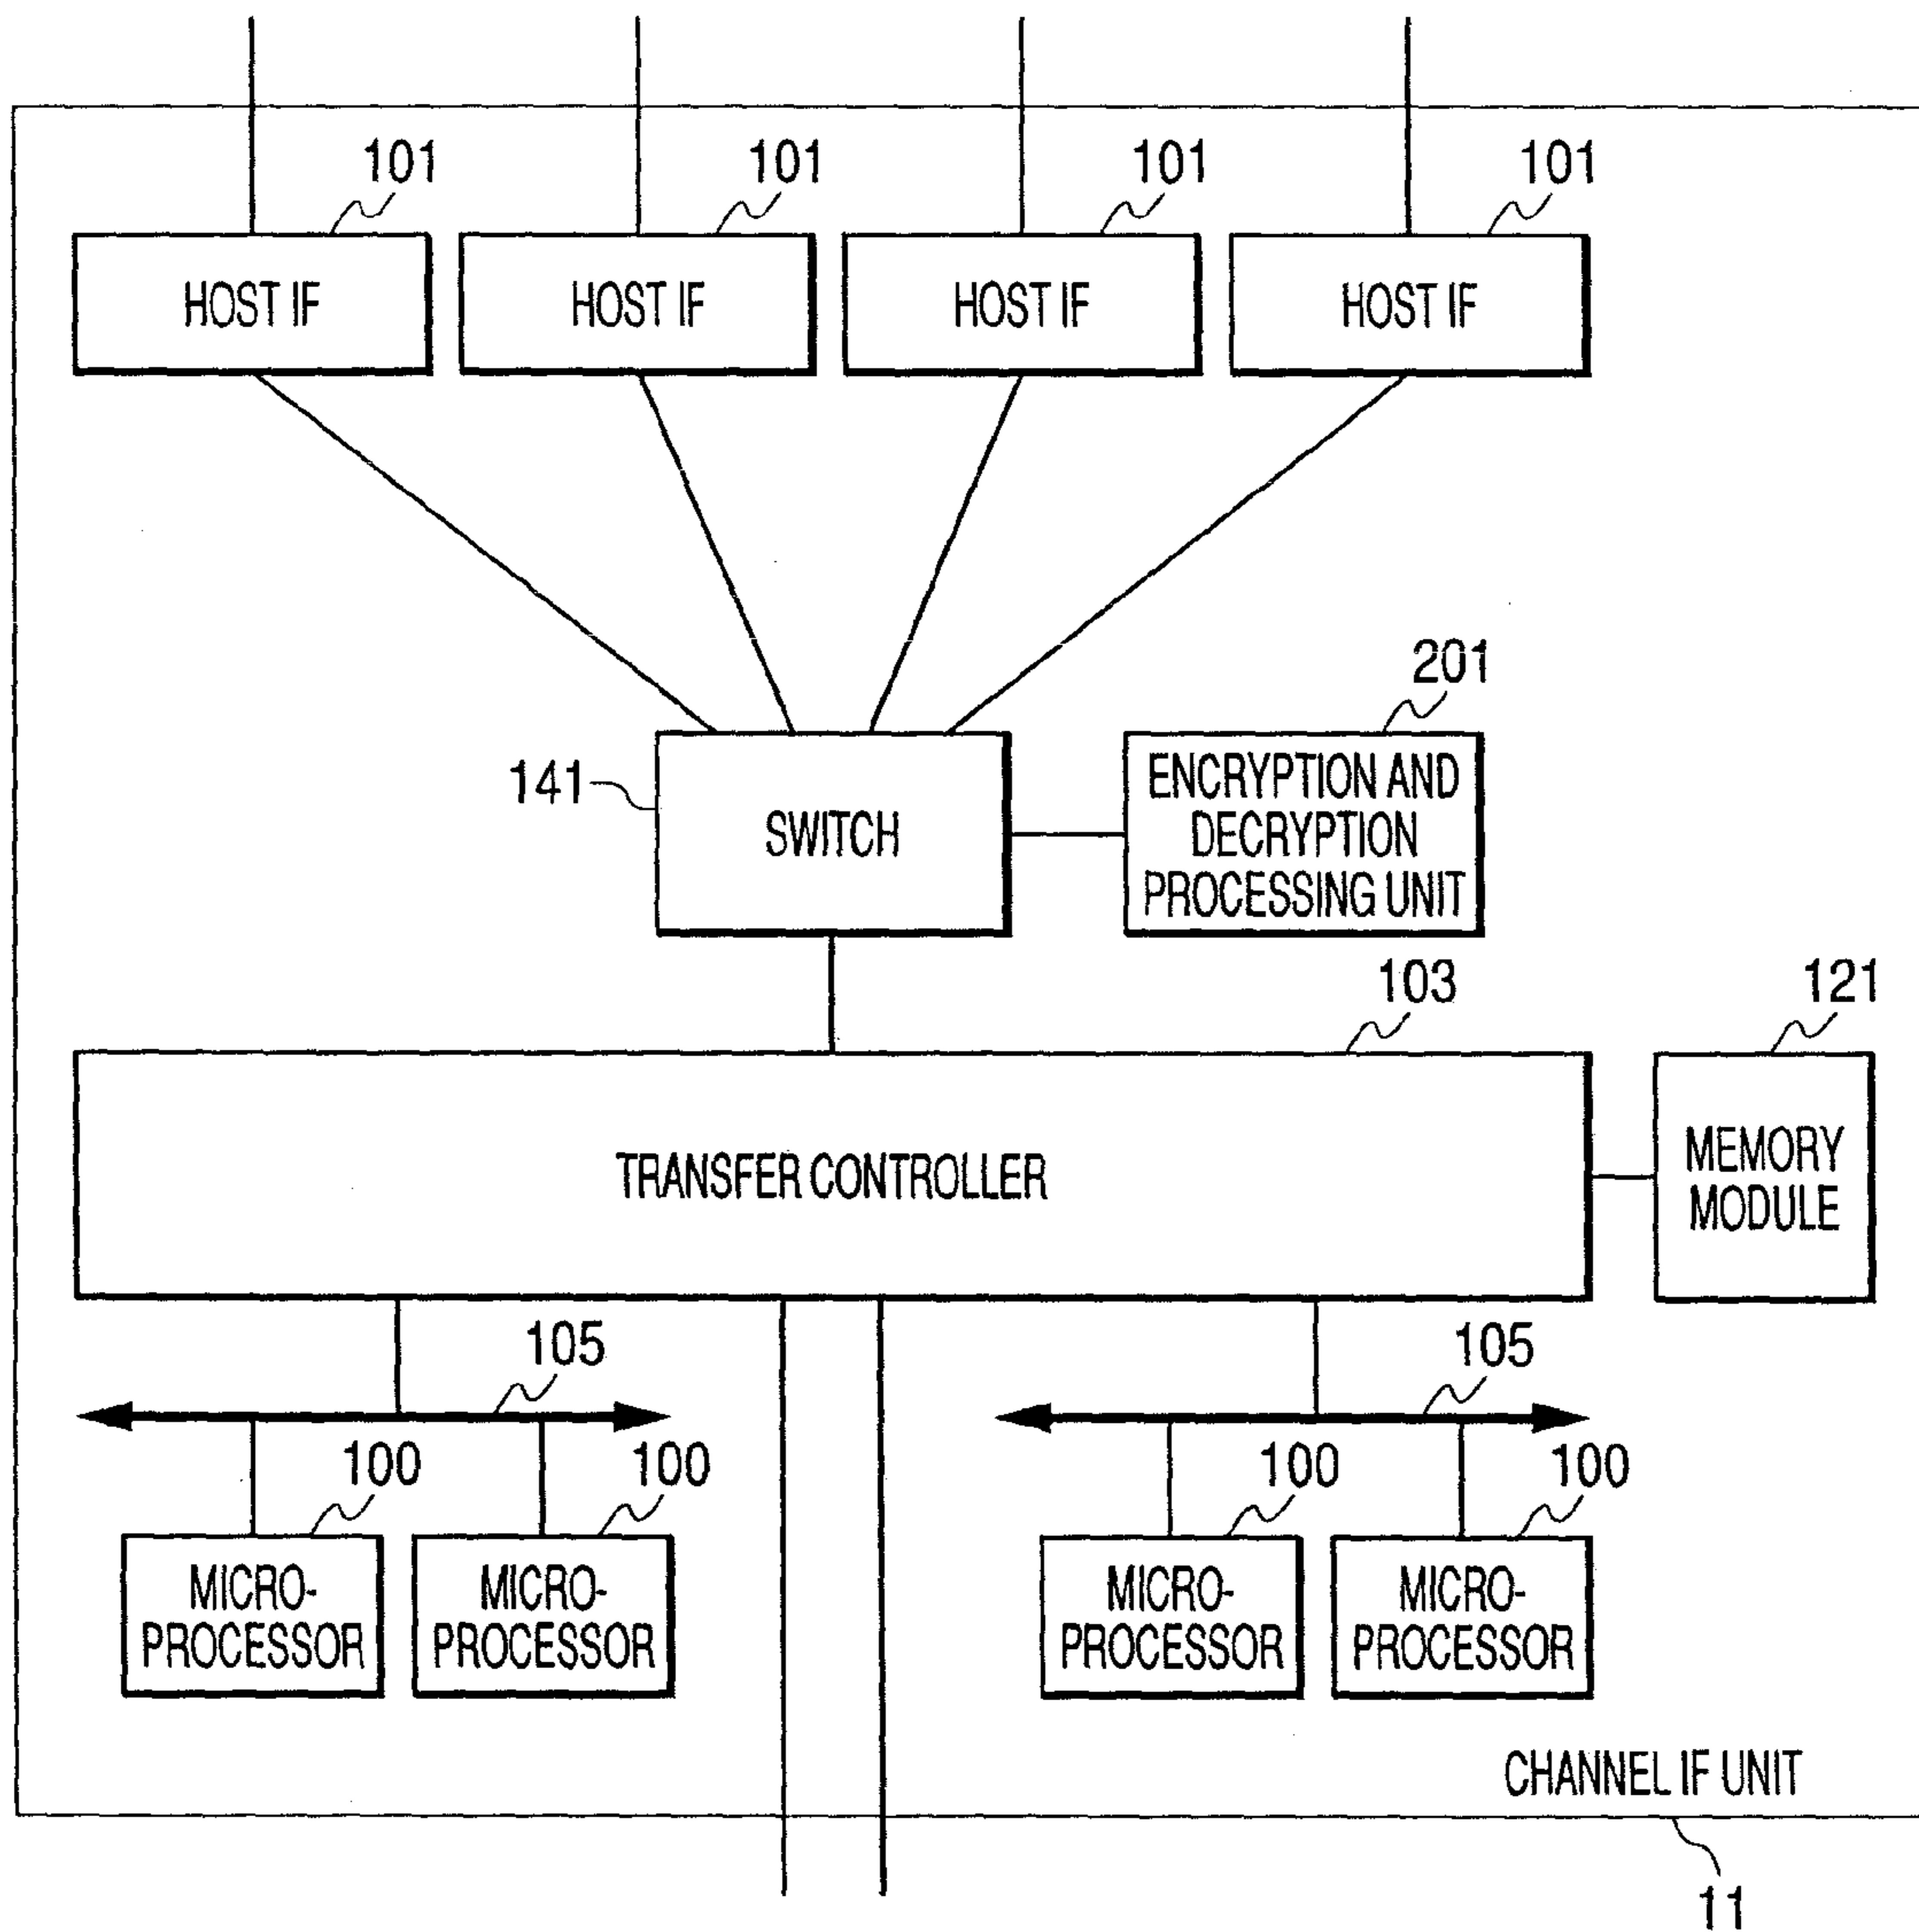 101 101 101 101
HOST IF HOST IF HOST IF HOST IF
201
141
SWITCH
ENCRYPTION AND
DECRYPTION
PROCESSING UNIT
103
121
TRANSFER CONTROLLER
MEMORY
MODULE
105 105
100 100 100 100
MICRO-
PROCESSOR
MICRO-
PROCESSOR
MICRO-
PROCESSOR
MICRO-
PROCESSOR
CHANNEL IF UNIT
11